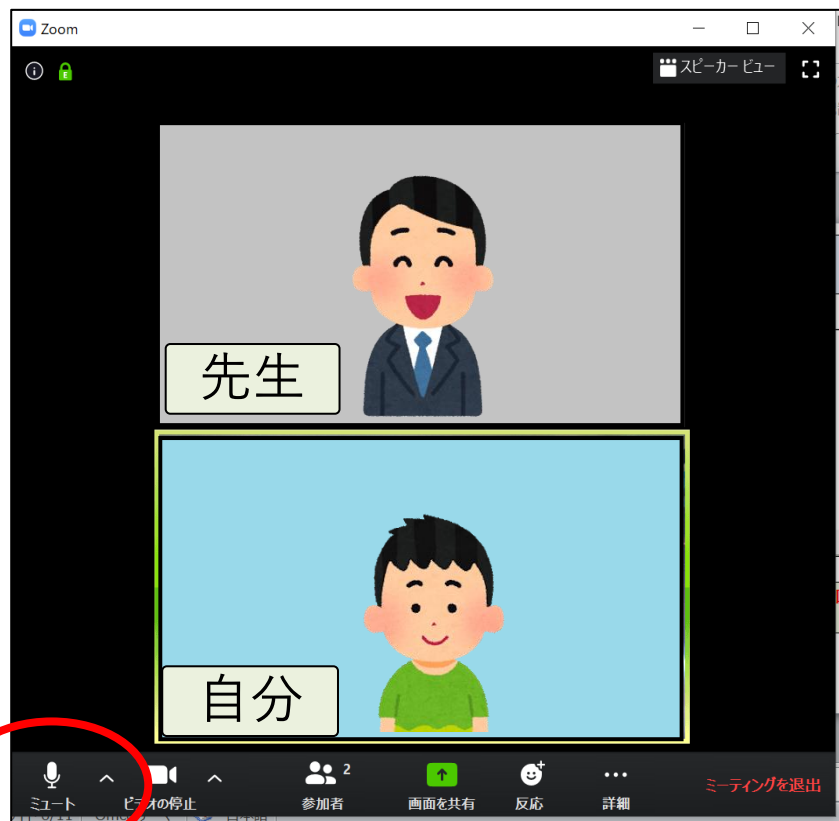 Zoom
スピーカー ビュー
先生
自分
2
ミュート
ビデオの停止
参加者
画面を共有
反応
詳細
ミーティングを退出